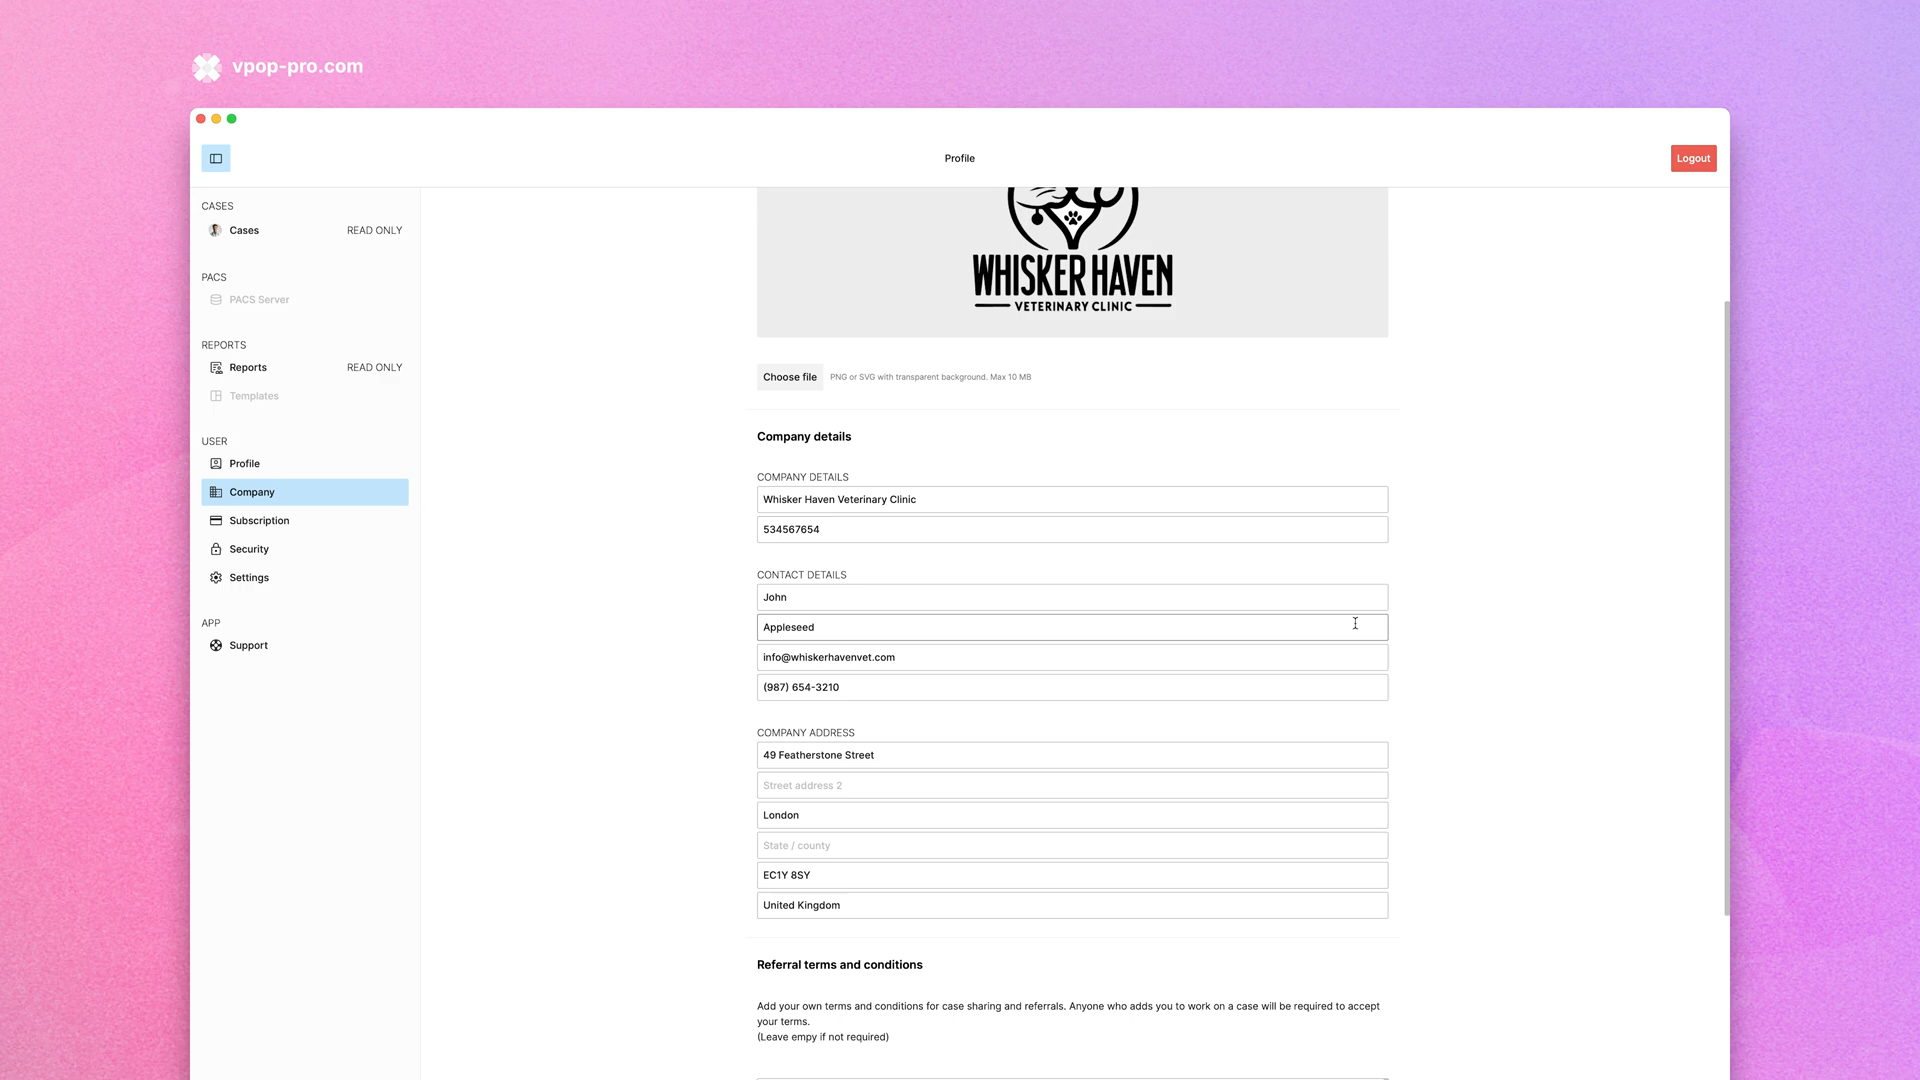 vpop-pro.com
Profile
Logout
CASES
Cases
READ ONLY
PACS
PACS Server
REPORTS
Reports
READ ONLY
Templates
USER
Profile
Company
Subscription
Security
Settings
APP
Support
WHISKER HAVEN
VETERINARY CLINIC
Choose file
PNG or SVG with transparent background. Max 10 MB
Company details
COMPANY DETAILS
Whisker Haven Veterinary Clinic
534567654
CONTACT DETAILS
John
Appleseed
info@whiskerhavenvet.com
(987) 654-3210
COMPANY ADDRESS
49 Featherstone Street
Street address 2
London
State / county
EC1Y 8SY
United Kingdom
Referral terms and conditions
Add your own terms and conditions for case sharing and referrals. Anyone who adds you to work on a case will be required to accept
your terms.
(Leave empy if not required)